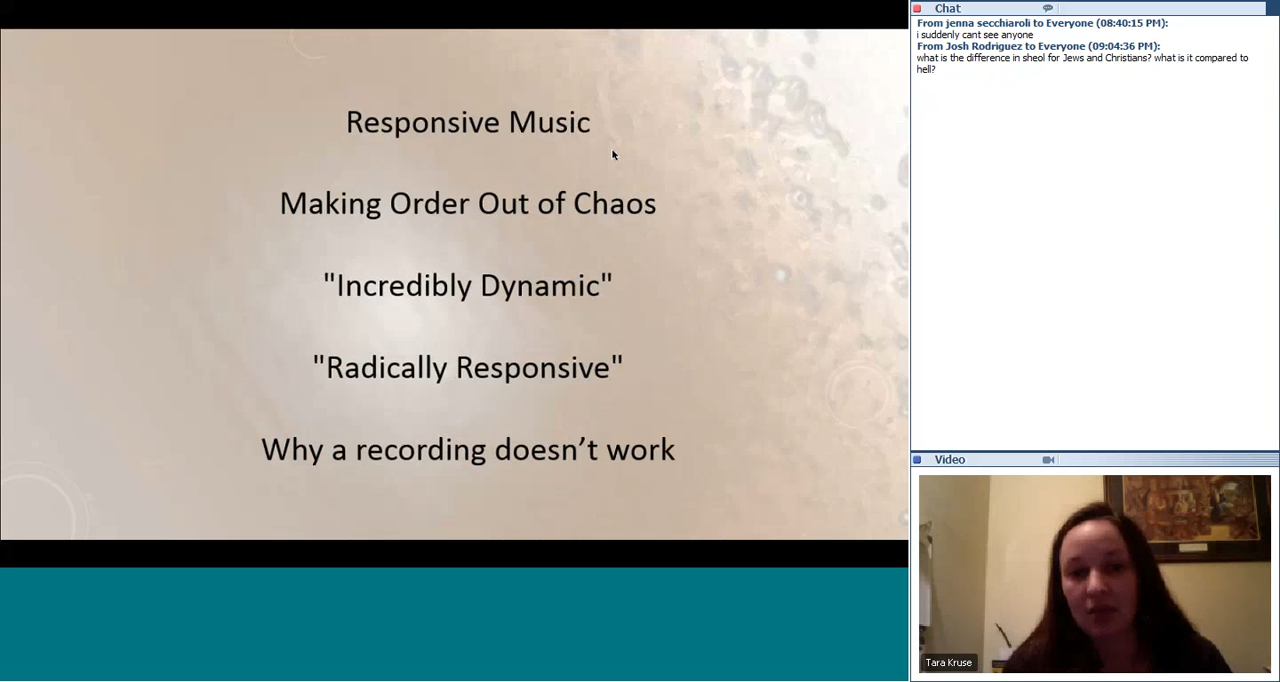 Responsive Music
Making Order Out of Chaos
"Incredibly Dynamic"
"Radically Responsive"
Why a recording doesn’t work
Chat
From jenna secchiaroli to Everyone (08:40:15 PM):
i suddenly cant see anyone
From Josh Rodriguez to Everyone (09:04:36 PM):
what is the difference in sheol for Jews and Christians? what is it compared to
hell?
Video
Tara Kruse